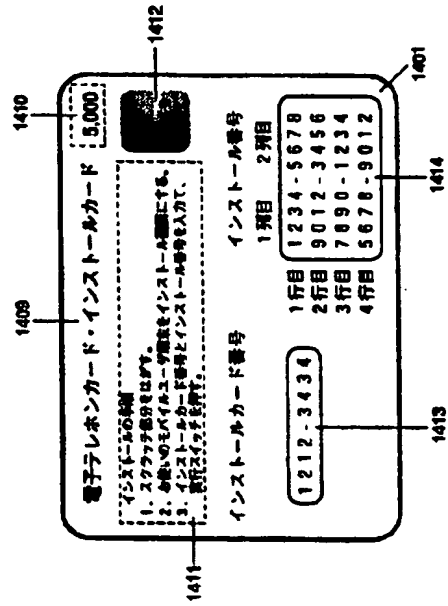 1409
1410
1412
電子テレホンカード・インストールカード
5,000
インストールの手順
1. スクラッチ部分をはがす。
2. お使いのモバイルユーザ端末をインストール画面にする。
3. インストールカード番号とインストール番号を入力て、
実行スイッチを押す。
1411
インストールカード番号
1212-3434
1413
インストール番号
1列目 2列目
1行目 1234-5678
2行目 9012-3456
3行目 7890-1234
4行目 5678-9012
1414
1401